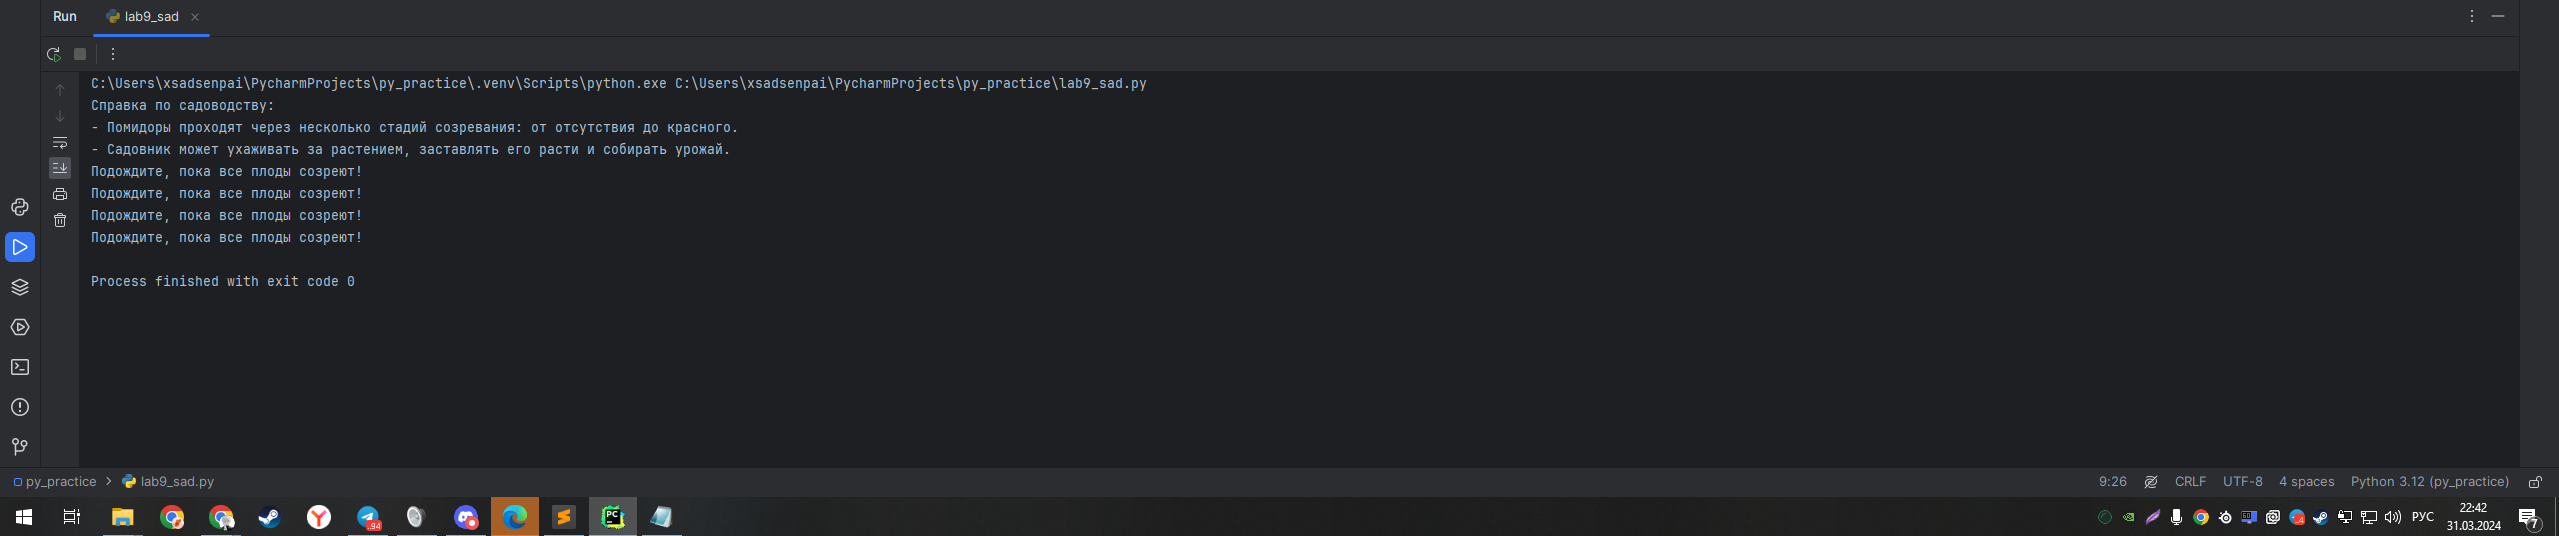 Run lab9_sad
C:\Users\xsadsenpai\PycharmProjects\py_practice\.venv\Scripts\python.exe C:\Users\xsadsenpai\PycharmProjects\py_practice\lab9_sad.py
Справка по садоводству:
- Помидоры проходят через несколько стадий созревания: от отсутствия до красного.
- Садовник может ухаживать за растением, заставлять его расти и собирать урожай.
Подождите, пока все плоды созреют!
Подождите, пока все плоды созреют!
Подождите, пока все плоды созреют!
Подождите, пока все плоды созреют!
Process finished with exit code 0
py_practice > lab9_sad.py 9:26 CRLF UTF-8 4 spaces Python 3.12 (py_practice)
РУС 22:42
31.03.2024 7